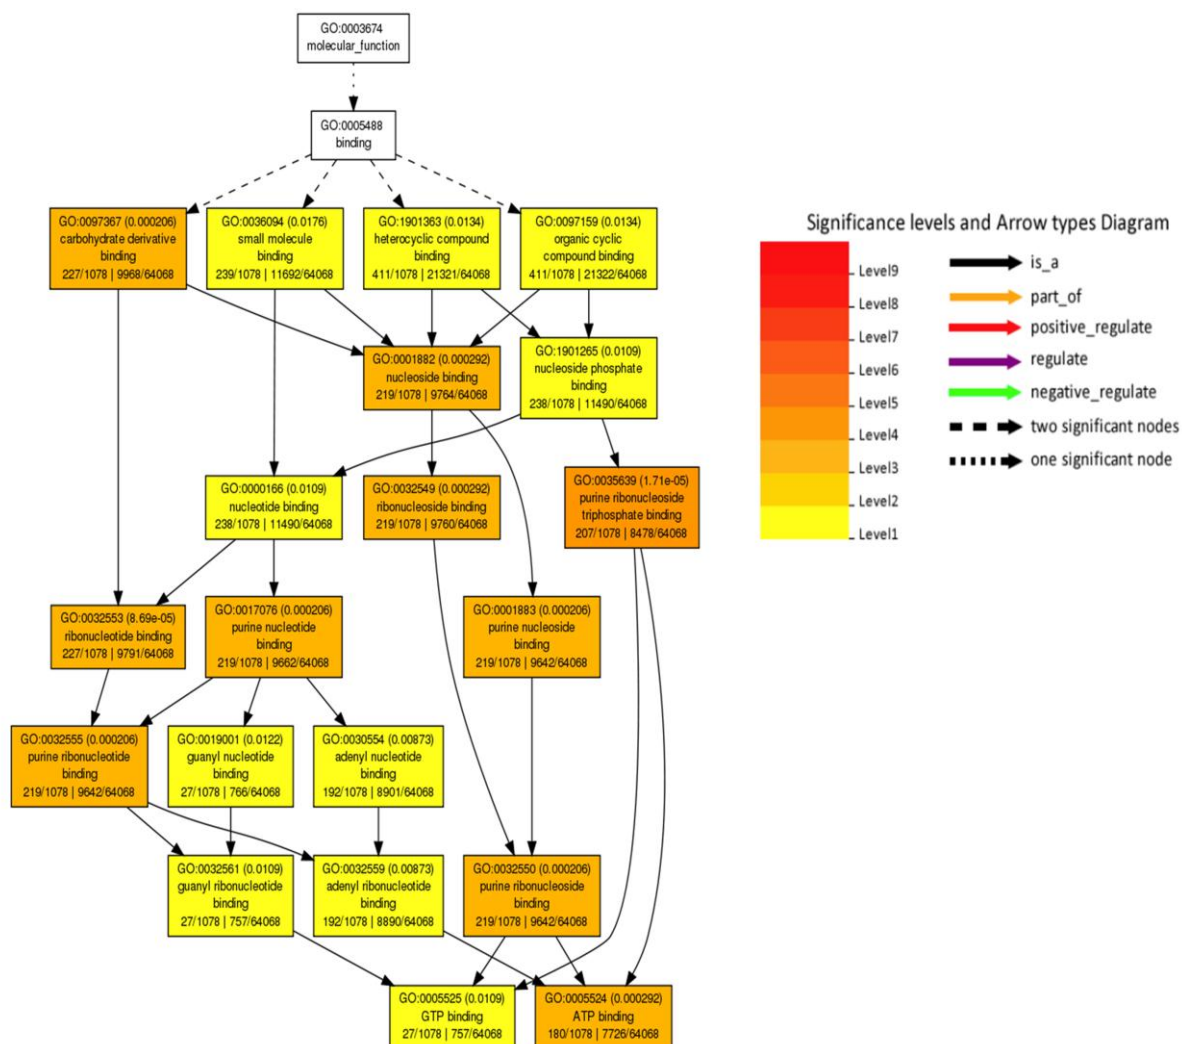 GO:0003674
molecular_function
GO:0005488
binding
GO:0097367 (0.000206)
carbohydrate derivative
binding
227/1078 | 9968/64068
GO:0036094 (0.0176)
small molecule
binding
239/1078 | 11692/64068
GO:1901363 (0.0134)
heterocyclic compound
binding
411/1078 | 21321/64068
GO:0097159 (0.0134)
organic cyclic
compound binding
411/1078 | 21322/64068
GO:0001882 (0.000292)
nucleoside binding
219/1078 | 9764/64068
GO:1901265 (0.0109)
nucleoside phosphate
binding
238/1078 | 11490/64068
GO:0000166 (0.0109)
nucleotide binding
238/1078 | 11490/64068
GO:0032549 (0.000292)
ribonucleoside binding
219/1078 | 9760/64068
GO:0035639 (1.71e-05)
purine ribonucleoside
triphosphate binding
207/1078 | 8478/64068
GO:0032553 (8.69e-05)
ribonucleotide binding
227/1078 | 9791/64068
GO:0017076 (0.000206)
purine nucleotide
binding
219/1078 | 9662/64068
GO:0001883 (0.000206)
purine nucleoside
binding
219/1078 | 9642/64068
GO:0032555 (0.000206)
purine ribonucleotide
binding
219/1078 | 9642/64068
GO:0019001 (0.0122)
guanyl nucleotide
binding
27/1078 | 766/64068
GO:0030554 (0.00873)
adenyl nucleotide
binding
192/1078 | 8901/64068
GO:0032561 (0.0109)
guanyl ribonucleotide
binding
27/1078 | 757/64068
GO:0032559 (0.00873)
adenyl ribonucleotide
binding
192/1078 | 8890/64068
GO:0032550 (0.000206)
purine ribonucleoside
binding
219/1078 | 9642/64068
GO:0005525 (0.0109)
GTP binding
27/1078 | 757/64068
GO:0005524 (0.000292)
ATP binding
180/1078 | 7726/64068
Significance levels and Arrow types Diagram
Level9
Level8
Level7
Level6
Level5
Level4
Level3
Level2
Level1
is_a
part_of
positive_regulate
regulate
negative_regulate
two significant nodes
one significant node